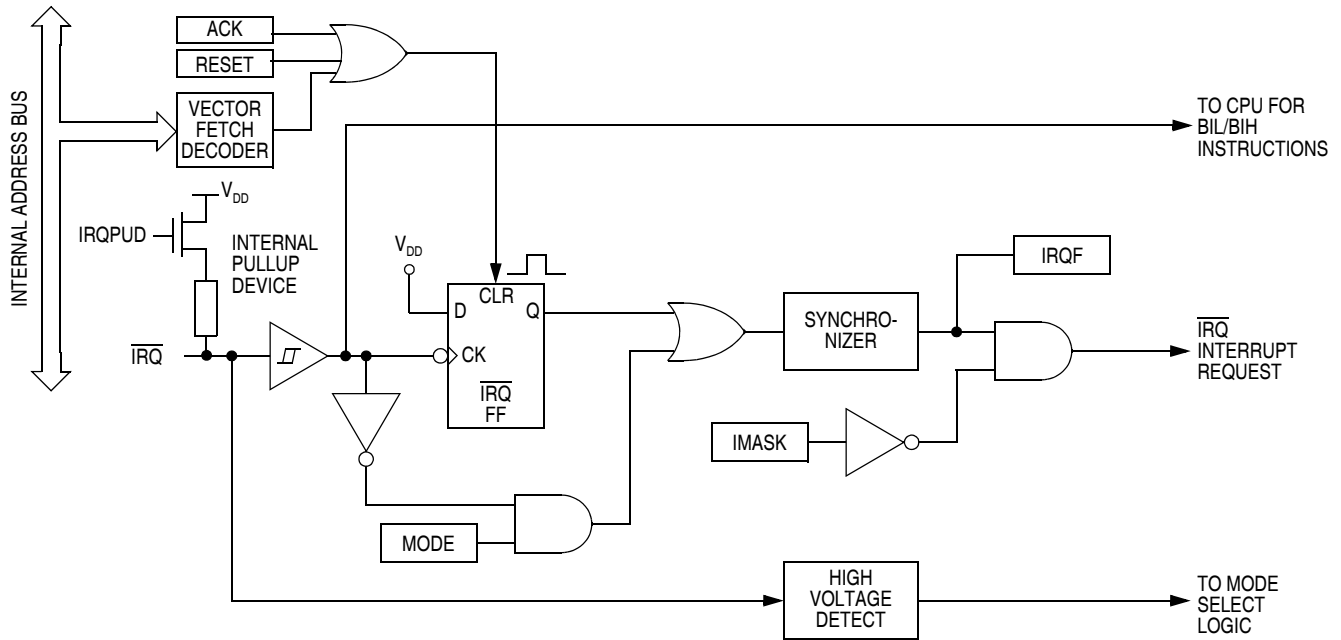 INTERNAL ADDRESS BUS
ACK
RESET
VECTOR
FETCH
DECODER
TO CPU FOR
BIL/BIH
INSTRUCTIONS
VDD
IRQPUD
INTERNAL
PULLUP
DEVICE
VDD
CLR
D
Q
CK
IRQ
FF
IRQ
SYNCHRO-
NIZER
IRQF
IRQ
INTERRUPT
REQUEST
IMASK
MODE
HIGH
VOLTAGE
DETECT
TO MODE
SELECT
LOGIC